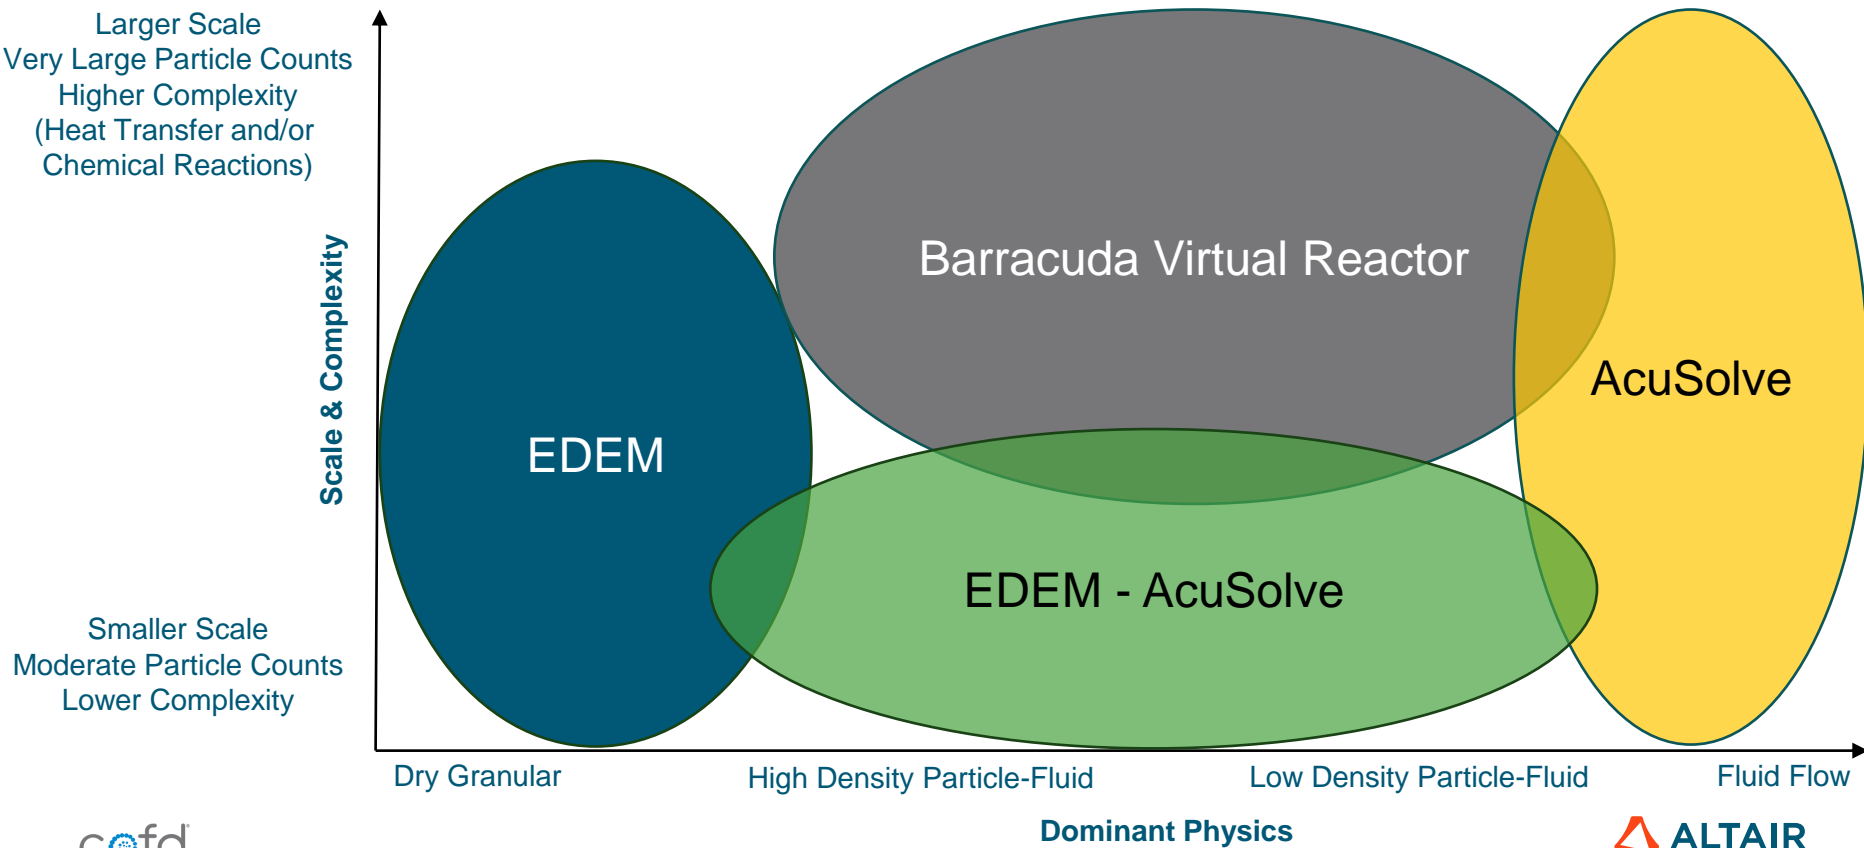 Larger Scale
Very Large Particle Counts
Higher Complexity
(Heat Transfer and/or
Chemical Reactions)
Scale & Complexity
Barracuda Virtual Reactor
AcuSolve
EDEM
EDEM - AcuSolve
Smaller Scale
Moderate Particle Counts
Lower Complexity
Dry Granular
High Density Particle-Fluid
Low Density Particle-Fluid
Fluid Flow
Dominant Physics
cpfd
ALTAIR